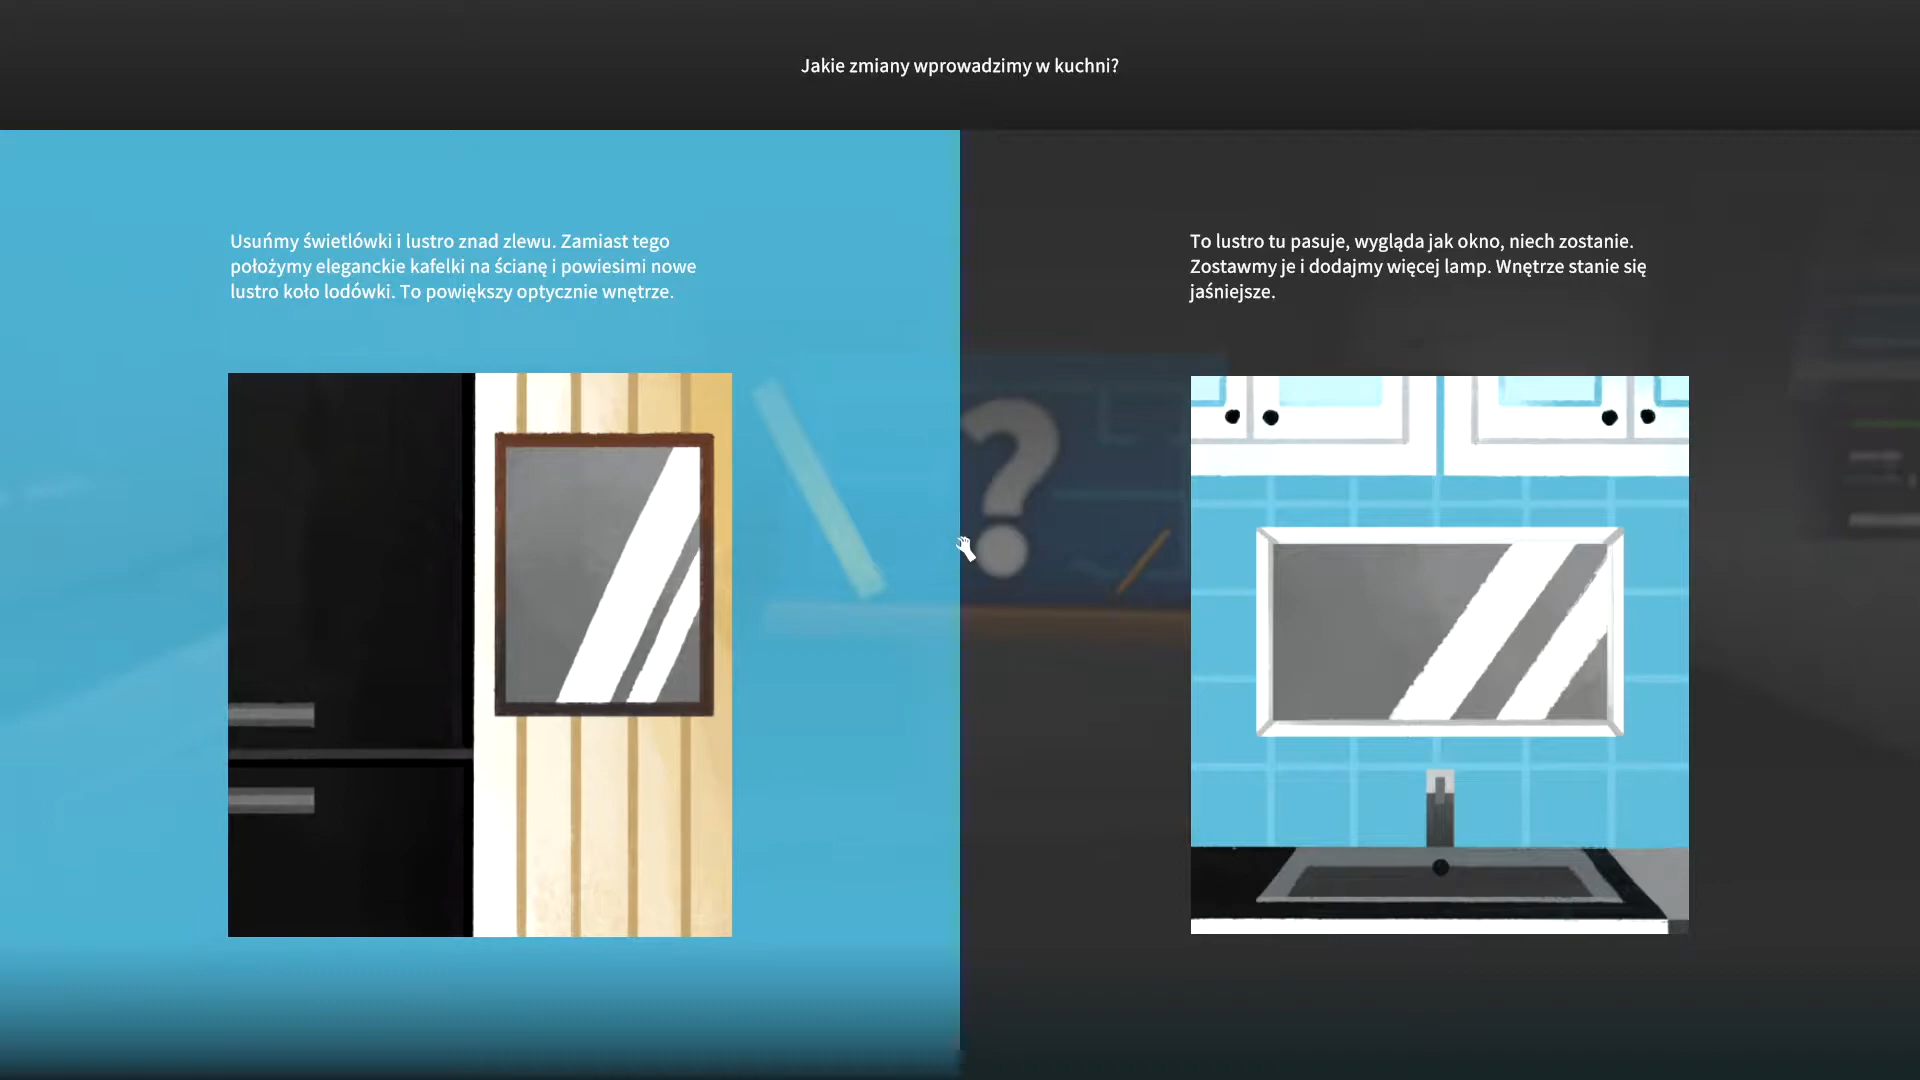 Jakie zmiany wprowadzimy w kuchni?
Usuńmy świetlówki i lustro znad zlewu. Zamiast tego
położymy eleganckie kafelki na ścianę i powiesimi nowe
lustro koło lodówki. To powiększy optycznie wnętrze.
To lustro tu pasuje, wygląda jak okno, niech zostanie.
Zostawmy je i dodajmy więcej lamp. Wnętrze stanie się
jaśniejsze.
?